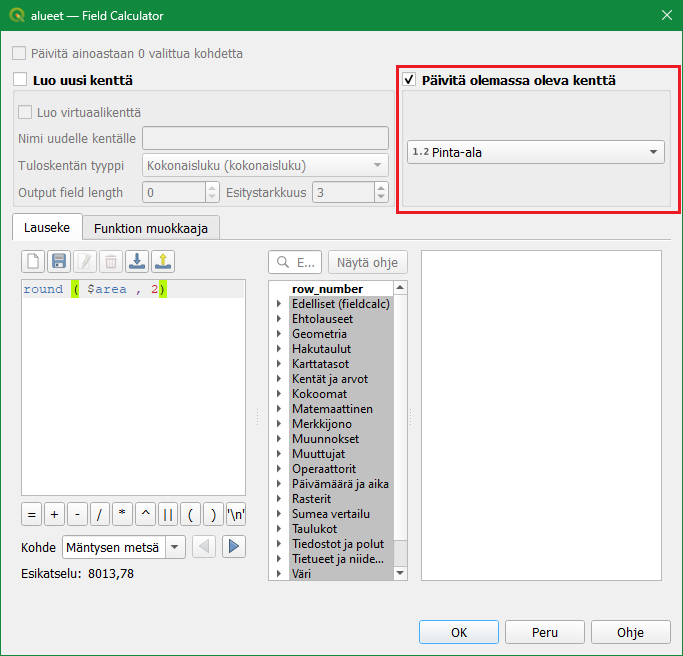 alueet — Field Calculator
Päivitä ainoastaan 0 valittua kohdetta
Luo uusi kenttä
Luo virtuaalikenttä
Nimi uudelle kentälle
Tuloskentän tyyppi Kokonaisluku (kokonaisluku)
Output field length 0 Esitystarkkuus 3
Päivitä olemassa oleva kenttä
1.2 Pinta-ala
Lauseke Funktion muokkaaja
round ( $area , 2)
= + - / * ^ || ( ) '\n'
Kohde Mäntysen metsä
Esikatselu: 8013,78
E... Näytä ohje
row_number
Edelliset (fieldcalc)
Ehtolauseet
Geometria
Hakutaulut
Karttatasot
Kentät ja arvot
Kokoomat
Matemaattinen
Merkkijono
Muunnokset
Muuttujat
Operaattorit
Päivämäärä ja aika
Rasterit
Sumea vertailu
Taulukot
Tiedostot ja polut
Tietueet ja niide...
Väri
OK Peru Ohje